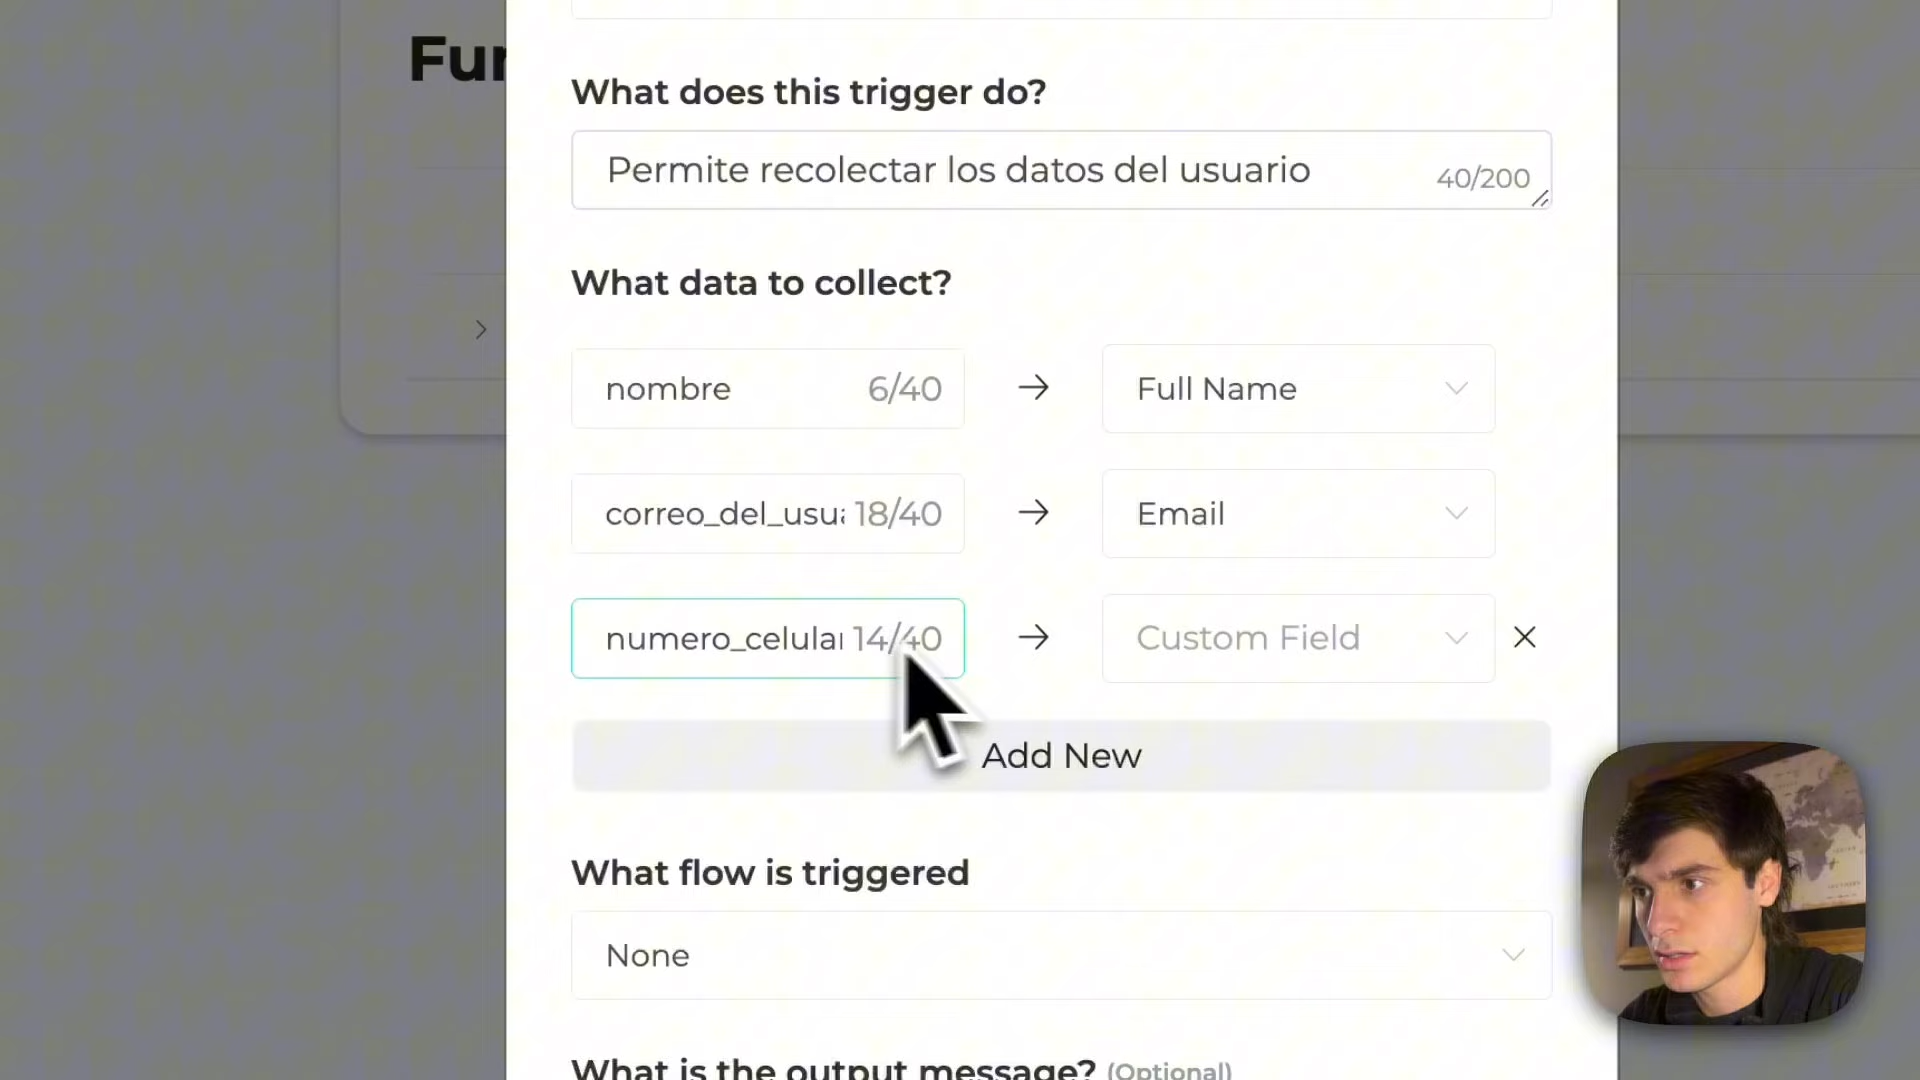 Fur
What does this trigger do?
Permite recolectar los datos del usuario 40/200
What data to collect?
nombre 6/40 → Full Name
correo_del_usua 18/40 → Email
numero_celular 14/40 → Custom Field
Add New
What flow is triggered
None
What is the output message? (Optional)